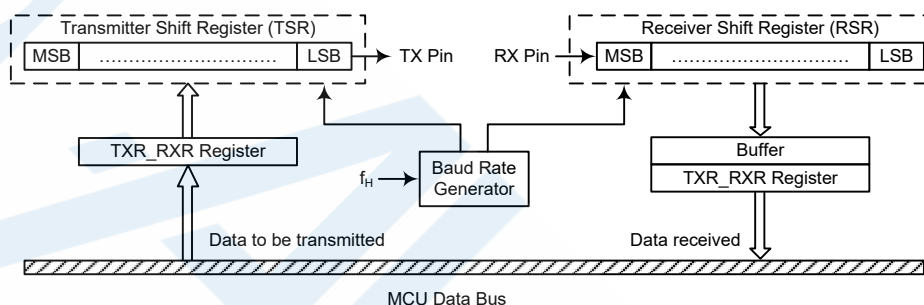 Transmitter Shift Register (TSR)
MSB ………………………… LSB
TX Pin
RX Pin
Receiver Shift Register (RSR)
MSB ………………………… LSB
TXR_RXR Register
fH
Baud Rate
Generator
Buffer
TXR_RXR Register
Data to be transmitted
Data received
MCU Data Bus